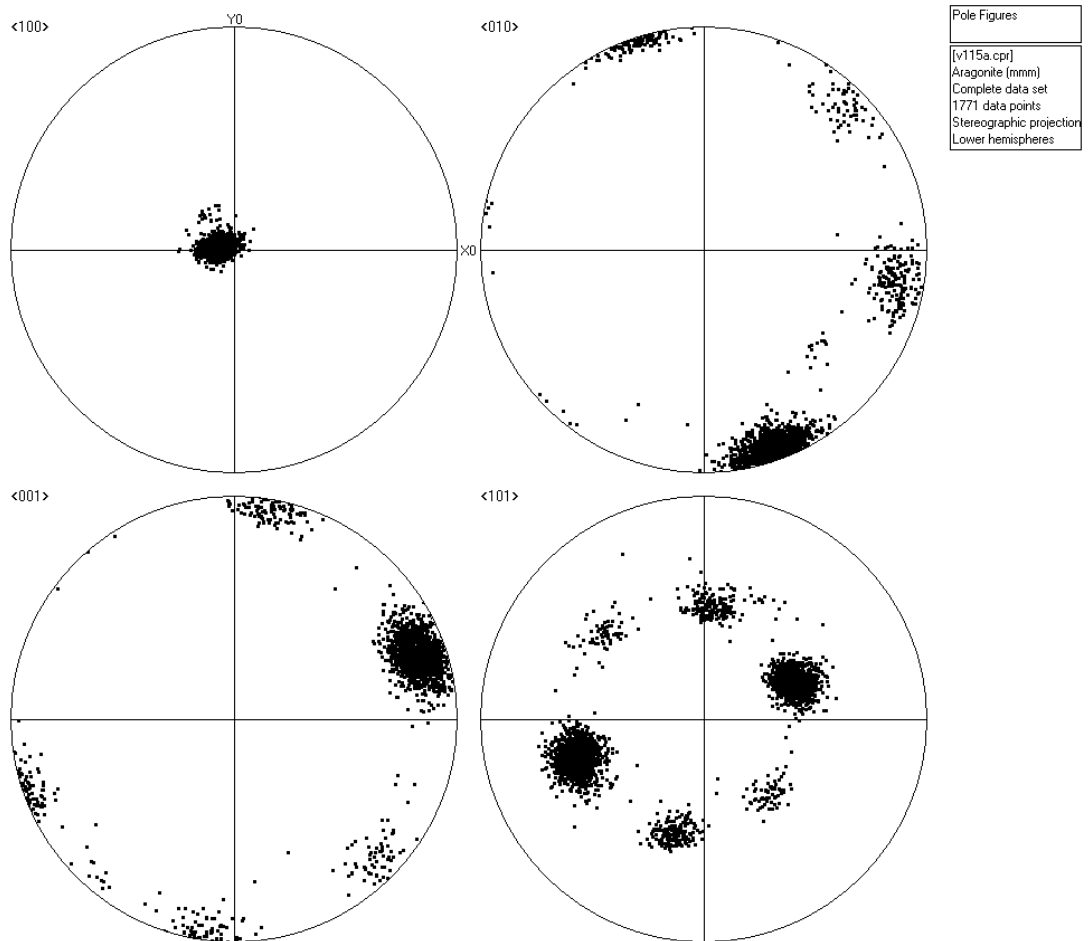 <100>
Y0
X0
<010>
Pole Figures
[v115a.cpr]
Aragonite (mmm)
Complete data set
1771 data points
Stereographic projection
Lower hemispheres
<001>
<101>